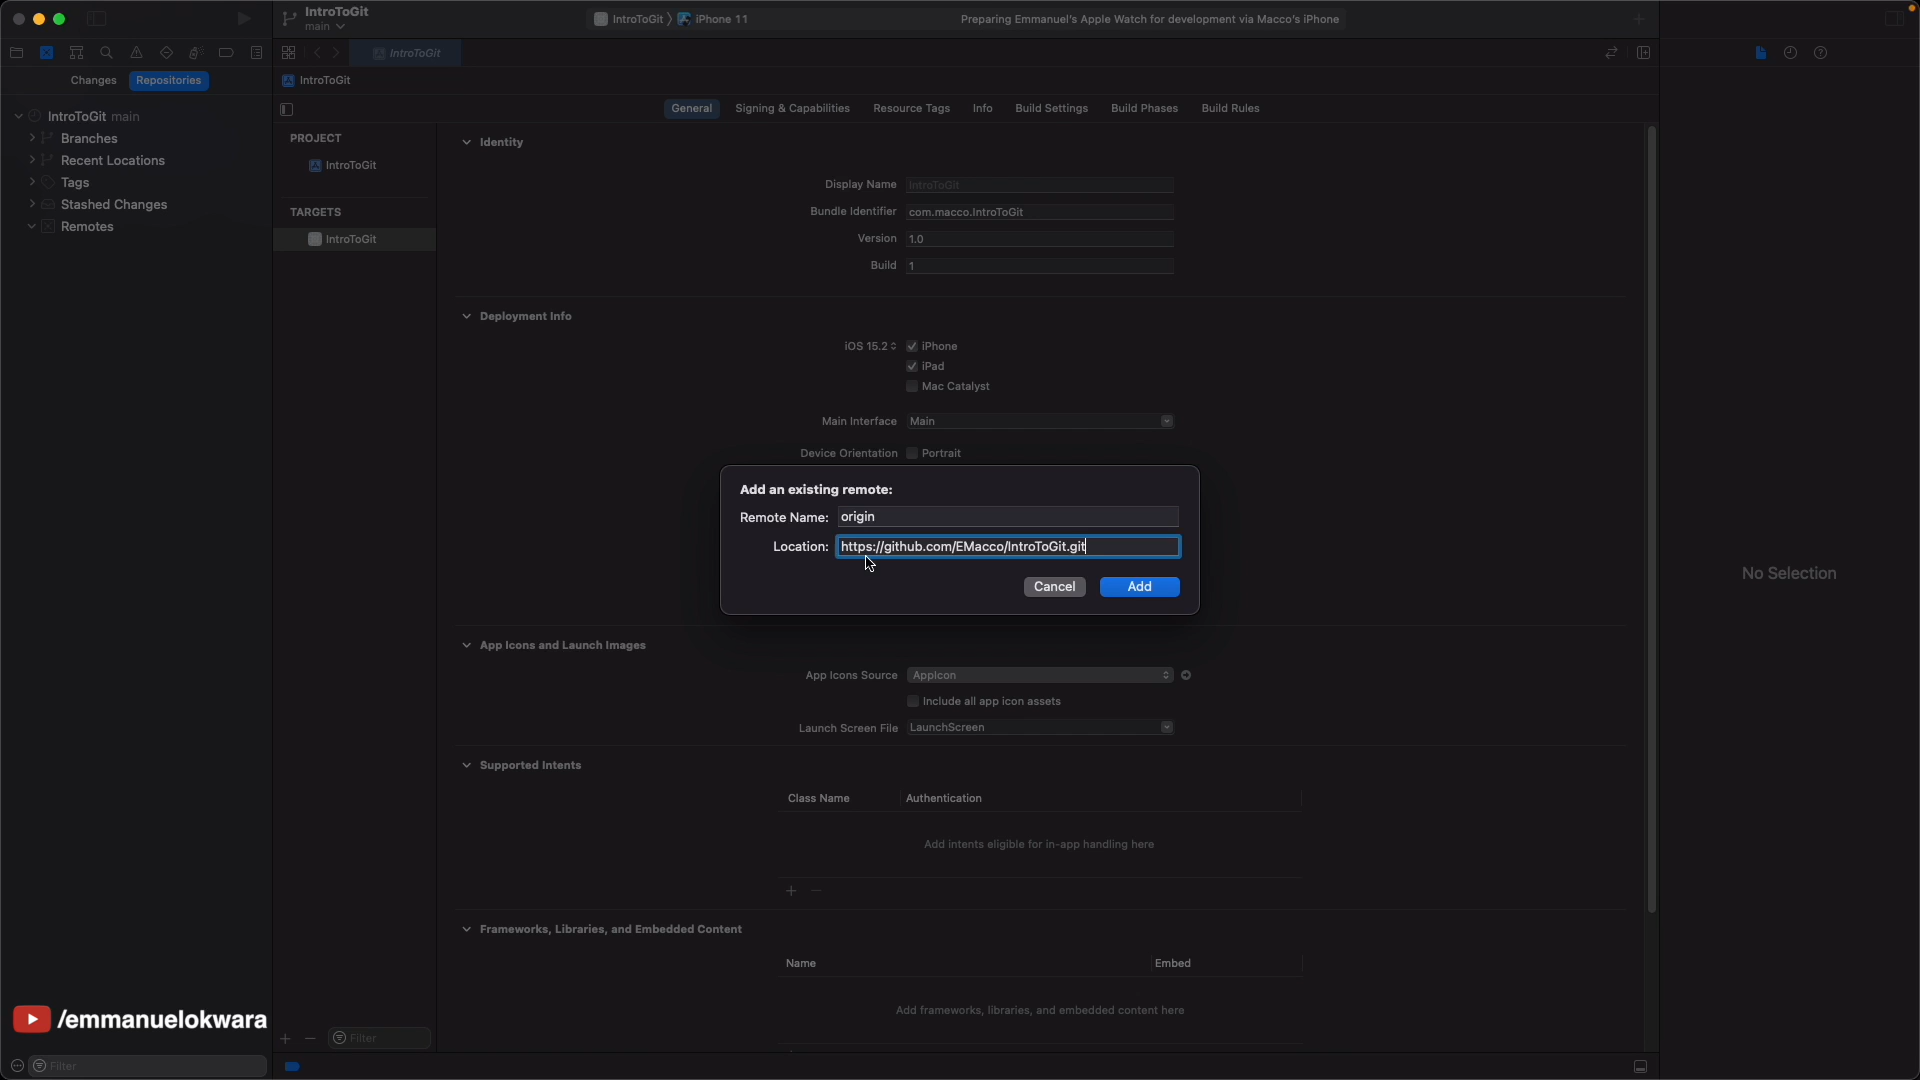 IntroToGit
main
IntroToGit
iPhone 11
Preparing Emmanuel's Apple Watch for development via Macco's iPhone
IntroToGit
Changes
Repositories
IntroToGit
General
Signing & Capabilities
Resource Tags
Info
Build Settings
Build Phases
Build Rules
IntroToGit main
Branches
Recent Locations
Tags
Stashed Changes
Remotes
PROJECT
IntroToGit
TARGETS
IntroToGit
Identity
Display Name IntroToGit
Bundle Identifier com.macco.IntroToGit
Version 1.0
Build 1
Deployment Info
iOS 15.2 iPhone
iPad
Mac Catalyst
Main Interface Main
Device Orientation Portrait
Add an existing remote:
Remote Name: origin
Location: https://github.com/EMacco/IntroToGit.git
Cancel Add
No Selection
App Icons and Launch Images
App Icons Source AppIcon
Include all app icon assets
Launch Screen File LaunchScreen
Supported Intents
Class Name Authentication
Add intents eligible for in-app handling here
Frameworks, Libraries, and Embedded Content
Name Embed
Add frameworks, libraries, and embedded content here
/emmanuelokwara
Filter
Filter